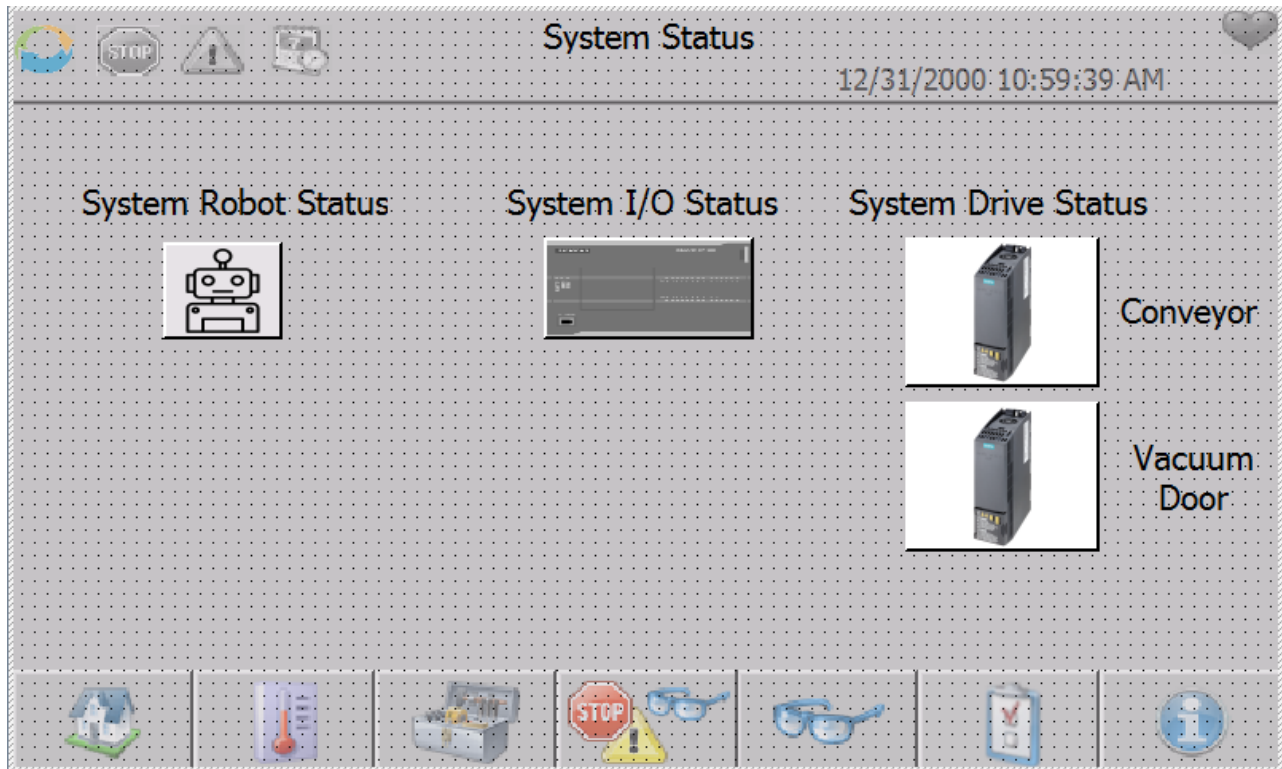 STOP
System Status
12/31/2000 10:59:39 AM
System Robot Status
System I/O Status
System Drive Status
Conveyor
Vacuum
Door
STOP